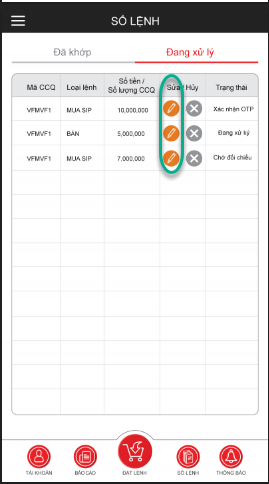 SỔ LỆNH
Đã khớp Đang xử lý
Mã CCQ Loại lệnh Số tiền / Số lượng CCQ Sửa Hủy Trạng thái
VFMVF1 MUA SIP 10,000,000 Xác nhận OTP
VFMVF1 BÁN 5,000,000 Đang xử lý
VFMVF1 MUA SIP 7,000,000 Chờ đối chiếu
TÀI KHOẢN BÁO CÁO ĐẶT LỆNH SỔ LỆNH THÔNG BÁO